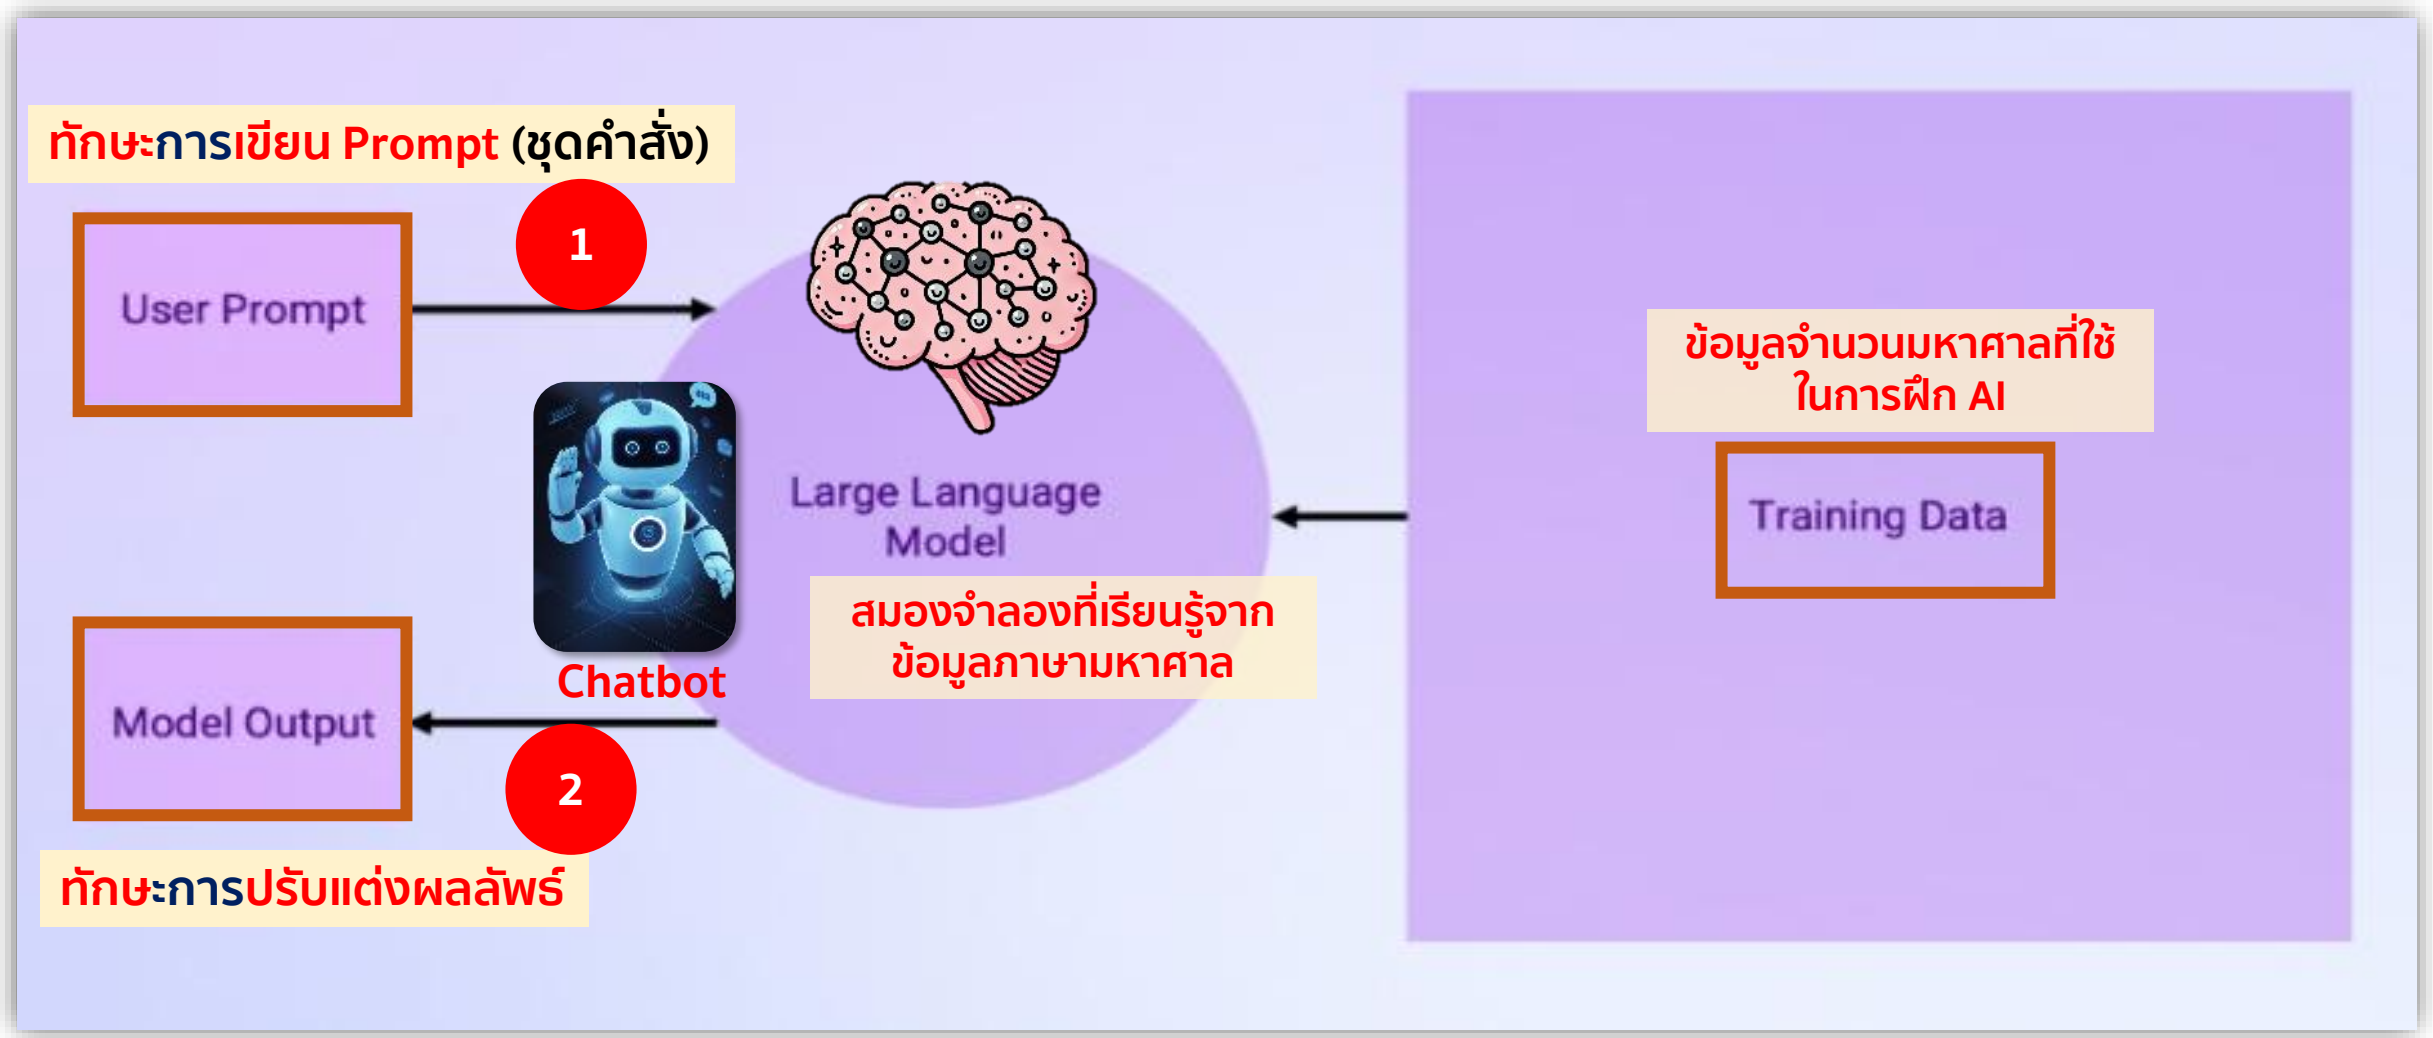 ทักษะการเขียน Prompt (ชุดคำสั่ง)
1
User Prompt
ข้อมูลจำนวนมหาศาลที่ใช้
ในการฝึก AI
Large Language
Model
Training Data
สมองจำลองที่เรียนรู้จาก
ข้อมูลภาษามหาศาล
Chatbot
Model Output
2
ทักษะการปรับแต่งผลลัพธ์